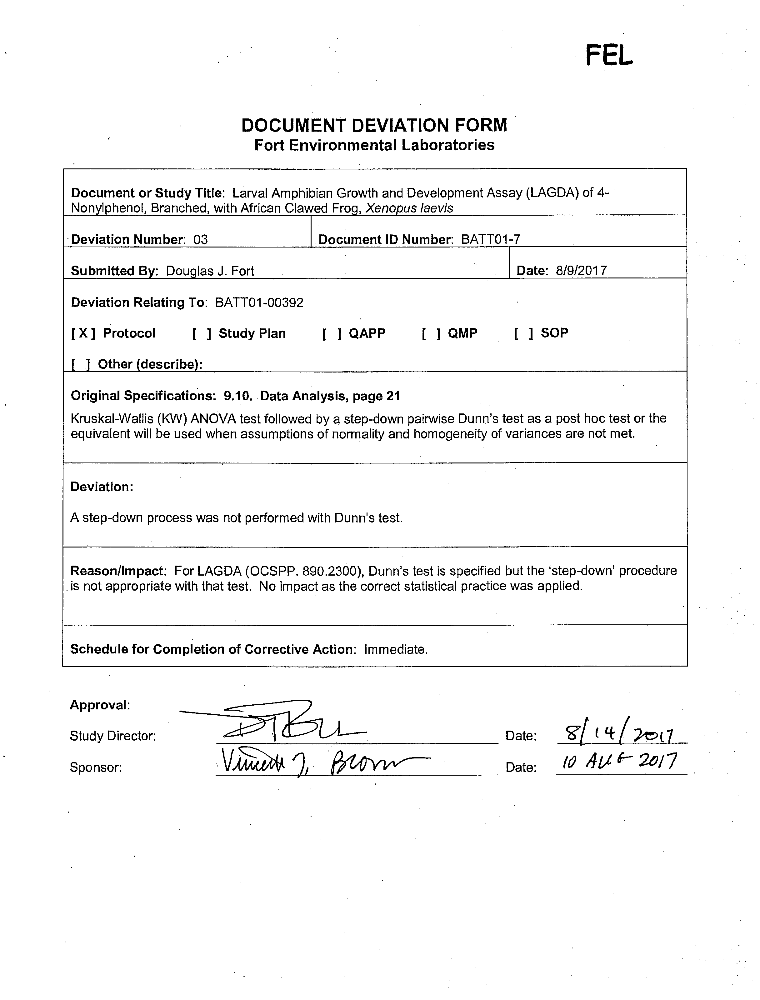 FEL
DOCUMENT DEVIATION FORM
Fort Environmental Laboratories
Document or Study Title: Larval Amphibian Growth and Development Assay (LAGDA) of 4-
Nonylphenol, Branched, with African Clawed Frog, Xenopus laevis
Deviation Number: 03 Document ID Number: BATT01-7
Submitted By: Douglas J. Fort Date: 8/9/2017
Deviation Relating To: BATT01-00392
[X] Protocol [ ] Study Plan [ ] QAPP [ ] QMP [ ] SOP
[ ] Other (describe):
Original Specifications: 9.10. Data Analysis, page 21
Kruskal-Wallis (KW) ANOVA test followed by a step-down pairwise Dunn's test as a post hoc test or the
equivalent will be used when assumptions of normality and homogeneity of variances are not met.
Deviation:
A step-down process was not performed with Dunn's test.
Reason/Impact: For LAGDA (OCSPP. 890.2300), Dunn's test is specified but the 'step-down' procedure
is not appropriate with that test. No impact as the correct statistical practice was applied.
Schedule for Completion of Corrective Action: Immediate.
Approval:
Study Director: Date: 8/14/2017
Sponsor: Vincent J. Brown Date: 10 AUG 2017